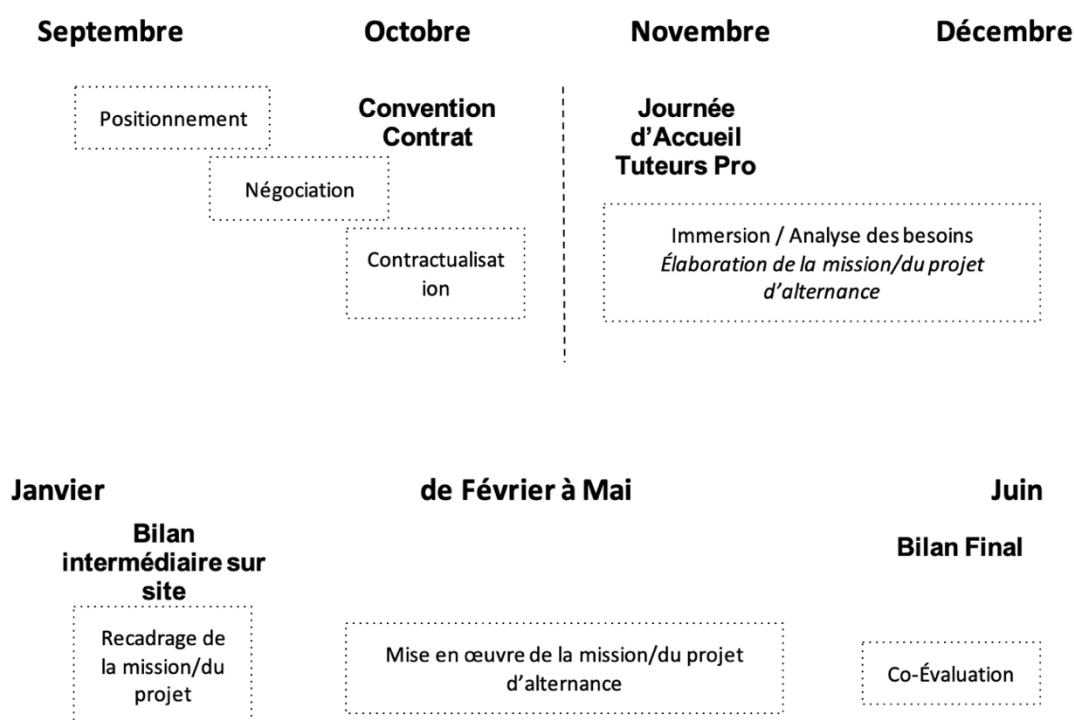 Septembre
Octobre
Novembre
Décembre
Positionnement
Convention
Contrat
Journée
d'Accueil
Tuteurs Pro
Négociation
Contractualisat
ion
Immersion / Analyse des besoins
Élaboration de la mission/du projet
d'alternance
Janvier
de Février à Mai
Juin
Bilan
intermédiaire sur
site
Bilan Final
Recadrage de
la mission/du
projet
Mise en œuvre de la mission/du projet
d'alternance
Co-Évaluation